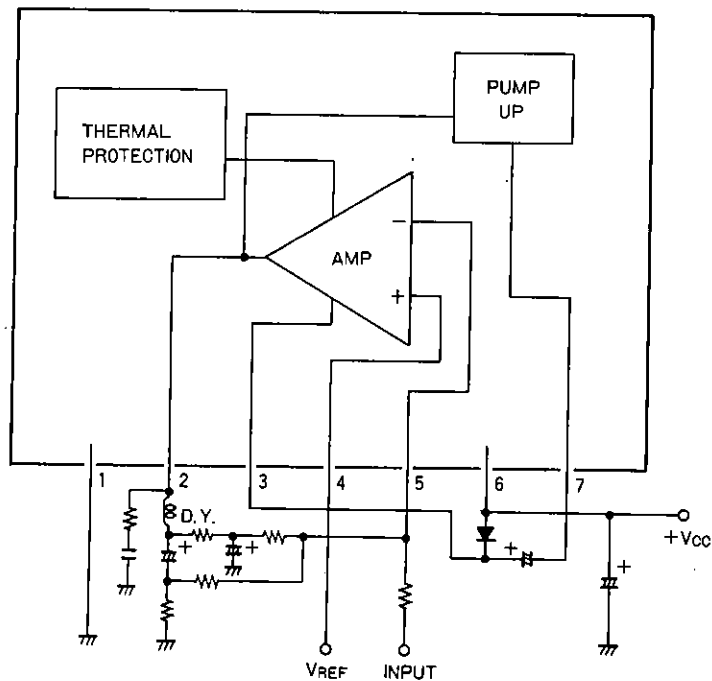 PUMP
UP
THERMAL
PROTECTION
−
AMP
+
1 2 3 4 5 6 7
D.Y.
+VCC
+
+
+
+
VREF INPUT